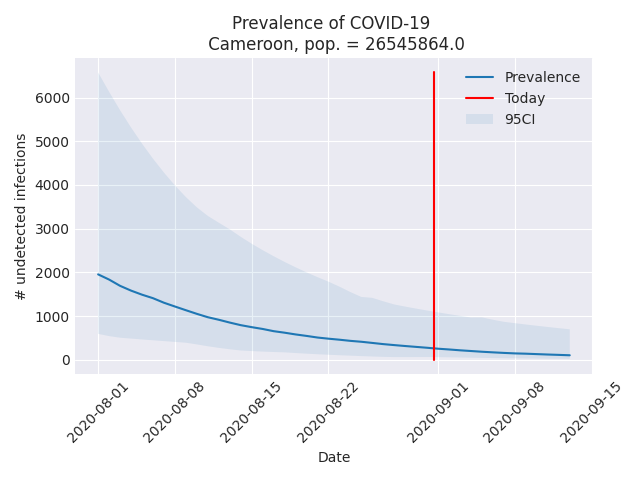 Prevalence of COVID-19
Cameroon, pop. = 26545864.0
Prevalence
Today
95CI
# undetected infections
6000
5000
4000
3000
2000
1000
0
2020-08-01
2020-08-08
2020-08-15
2020-08-22
2020-09-01
2020-09-08
2020-09-15
Date